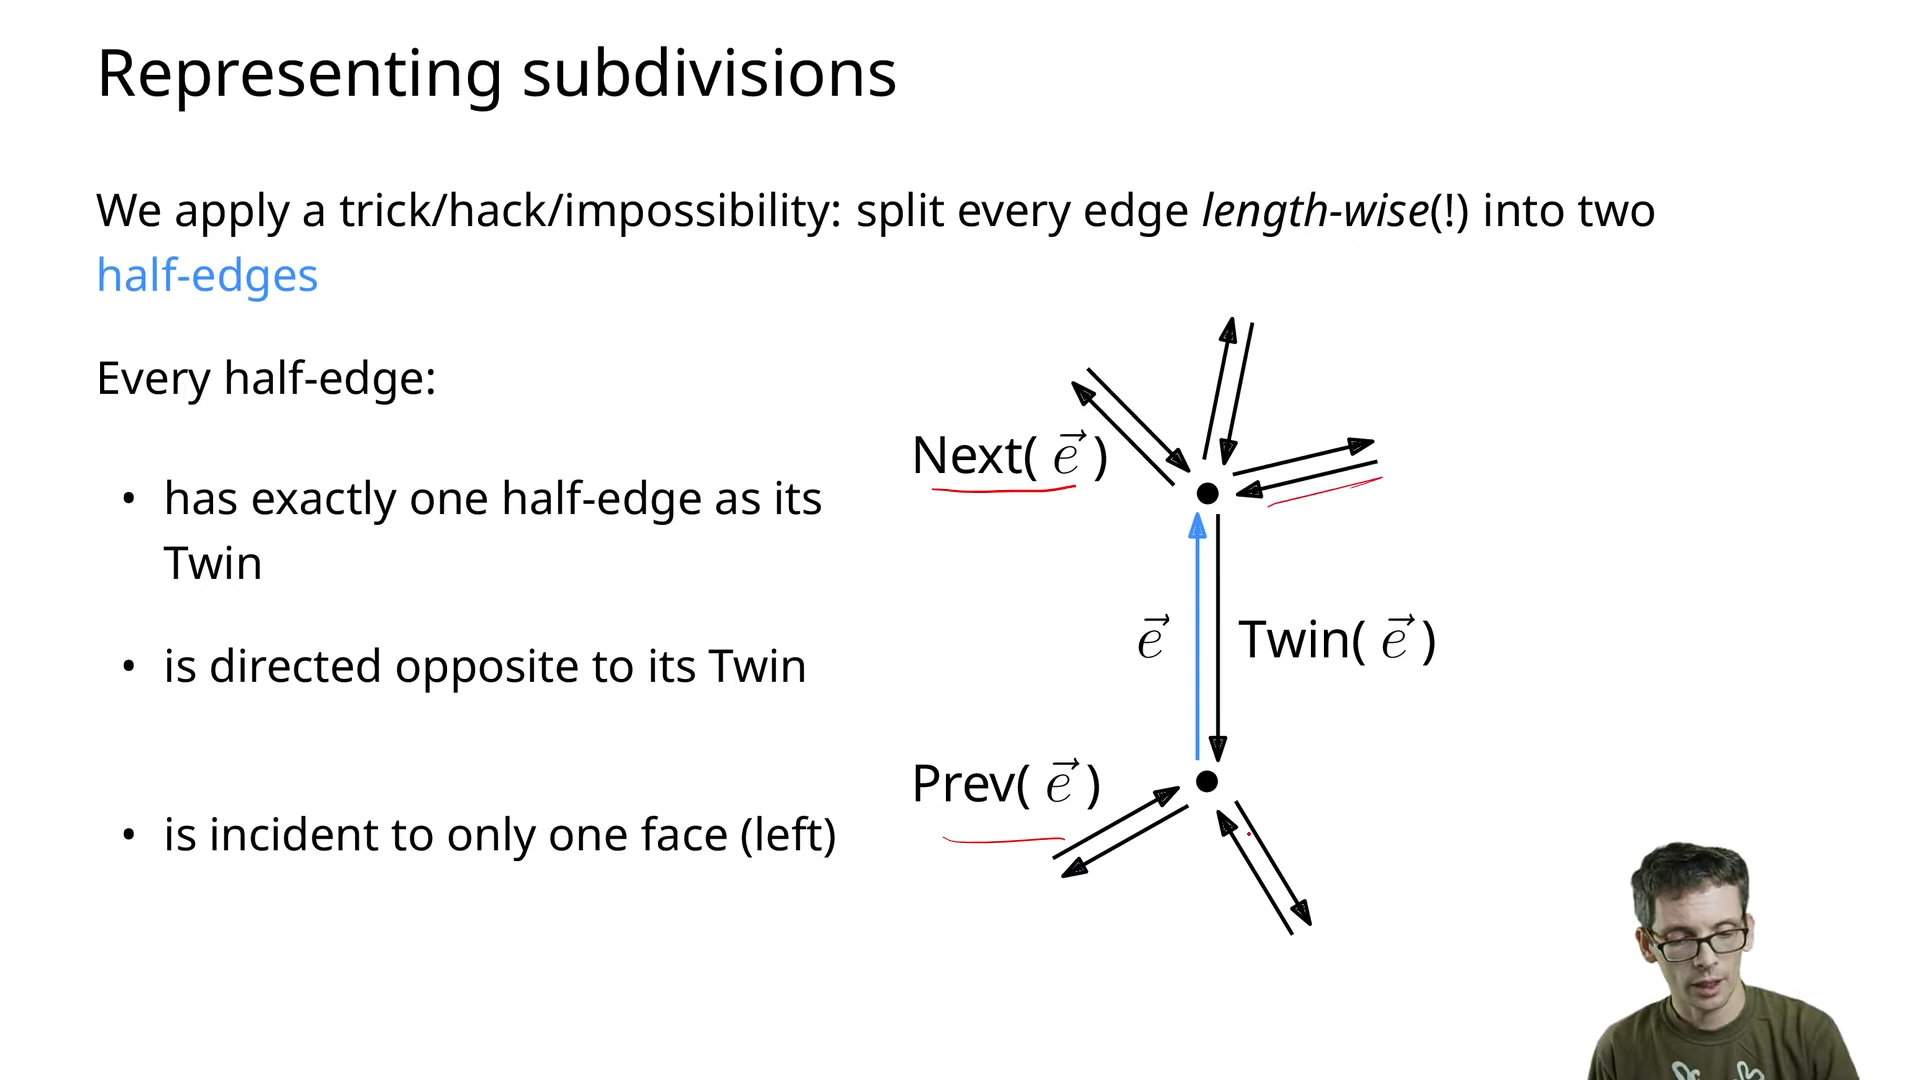 Representing subdivisions
We apply a trick/hack/impossibility: split every edge length-wise(!) into two
half-edges
Every half-edge:
• has exactly one half-edge as its
Twin
• is directed opposite to its Twin
• is incident to only one face (left)
Next( e⃗ )
e⃗
Twin( e⃗ )
Prev( e⃗ )